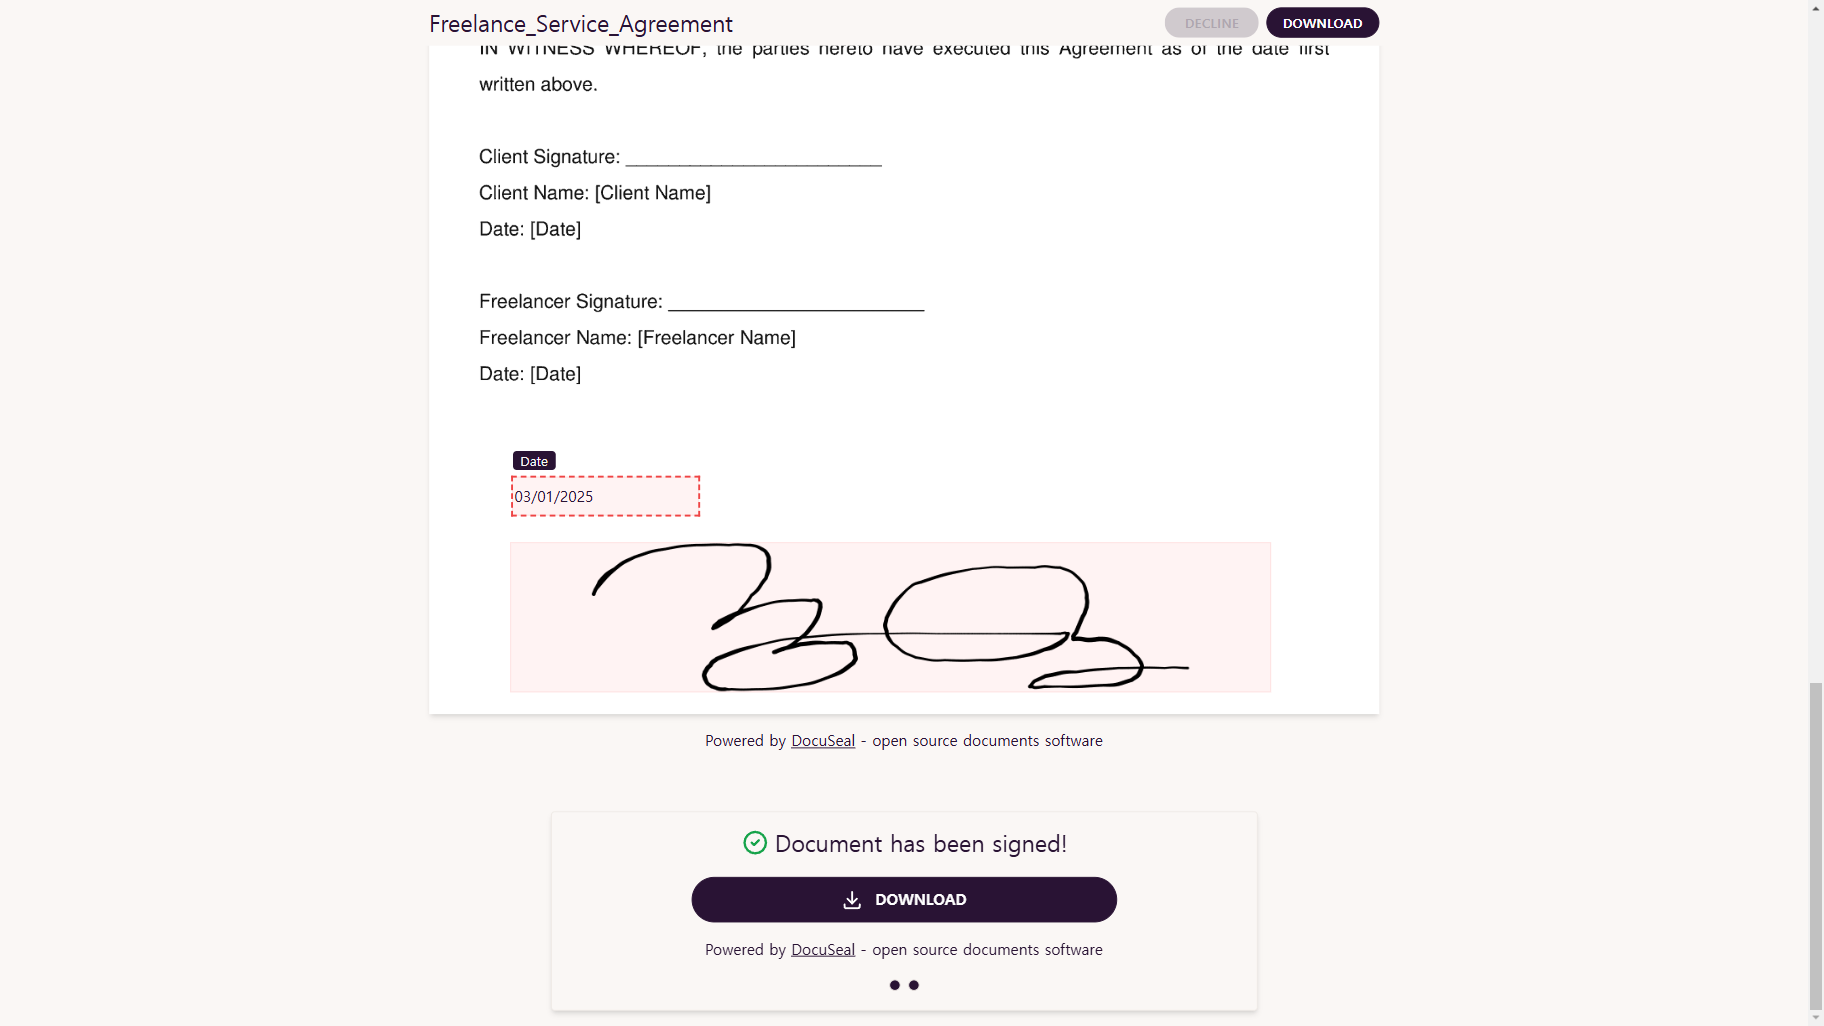 Freelance_Service_Agreement
DECLINE
DOWNLOAD
IN WITNESS WHEREOF, the parties hereto have executed this Agreement as of the date first
written above.
Client Signature: ________________________
Client Name: [Client Name]
Date: [Date]
Freelancer Signature: ________________________
Freelancer Name: [Freelancer Name]
Date: [Date]
Date
03/01/2025
Powered by DocuSeal - open source documents software
Document has been signed!
DOWNLOAD
Powered by DocuSeal - open source documents software